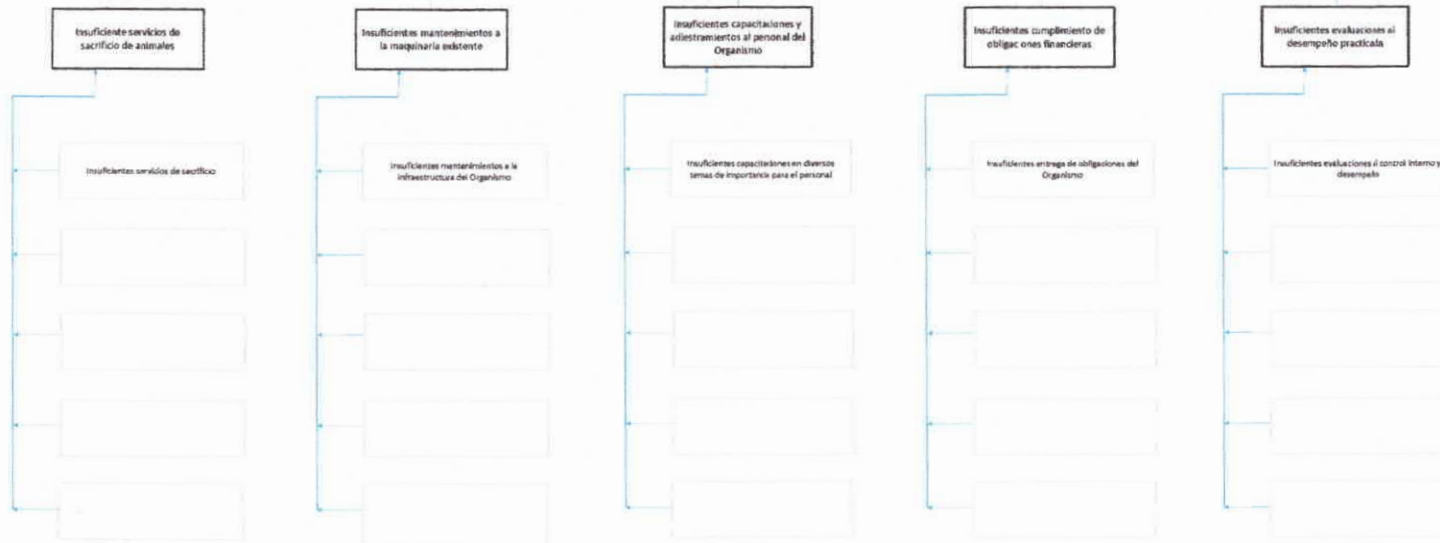 Insuficiente servicios de
sacrificio de animales
Insuficientes mantenimientos a
la maquinaria existente
Insuficientes capacitaciones y
adiestramientos al personal del
Organismo
Insuficientes cumplimiento de
obligac ones financieras
Insuficientes evaluaciones al
desempeño practicala
Insuficientes servicios de sacrificio
Insuficientes mantenimientos a la
infraestructura del Organismo
Insuficientes capacitaciones en diversos
temas de importancia para el personal
Insuficientes entrega de obligaciones del
Organismo
Insuficientes evaluaciones al control interno y
desempeño